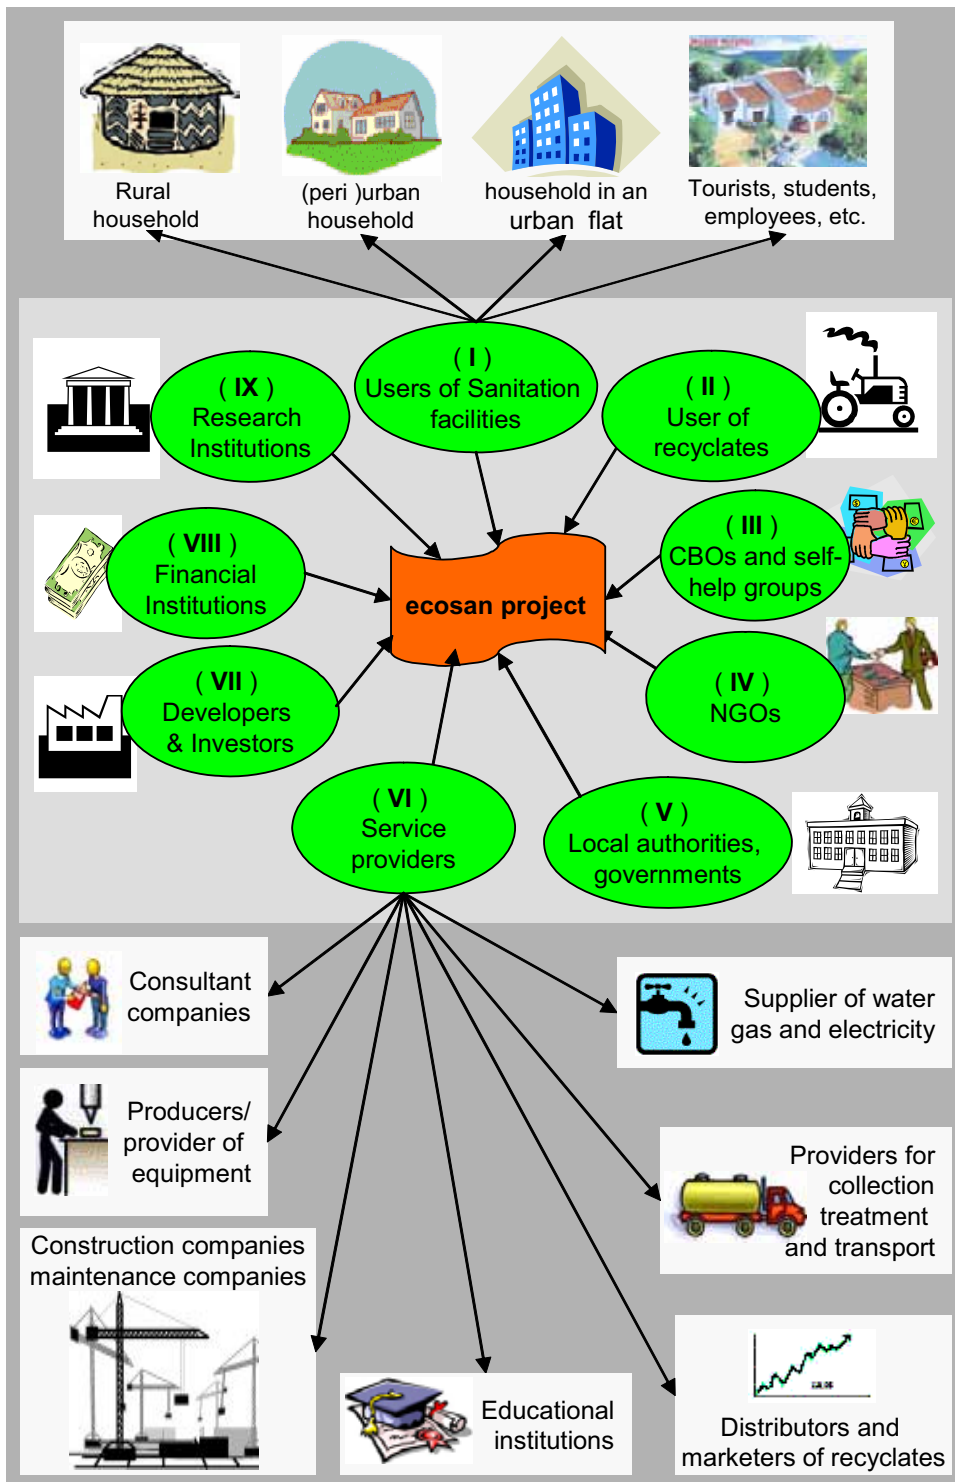 Rural
household
(peri )urban
household
household in an
urban flat
Tourists, students,
employees, etc.
( I )
Users of Sanitation
facilities
( II )
User of
recyclates
( III )
CBOs and self-
help groups
( IV )
NGOs
( V )
Local authorities,
governments
( VI )
Service
providers
( VII )
Developers
& Investors
( VIII )
Financial
Institutions
( IX )
Research
Institutions
ecosan project
Consultant
companies
Producers/
provider of
equipment
Construction companies
maintenance companies
Educational
institutions
Supplier of water
gas and electricity
Providers for
collection
treatment
and transport
Distributors and
marketers of recyclates